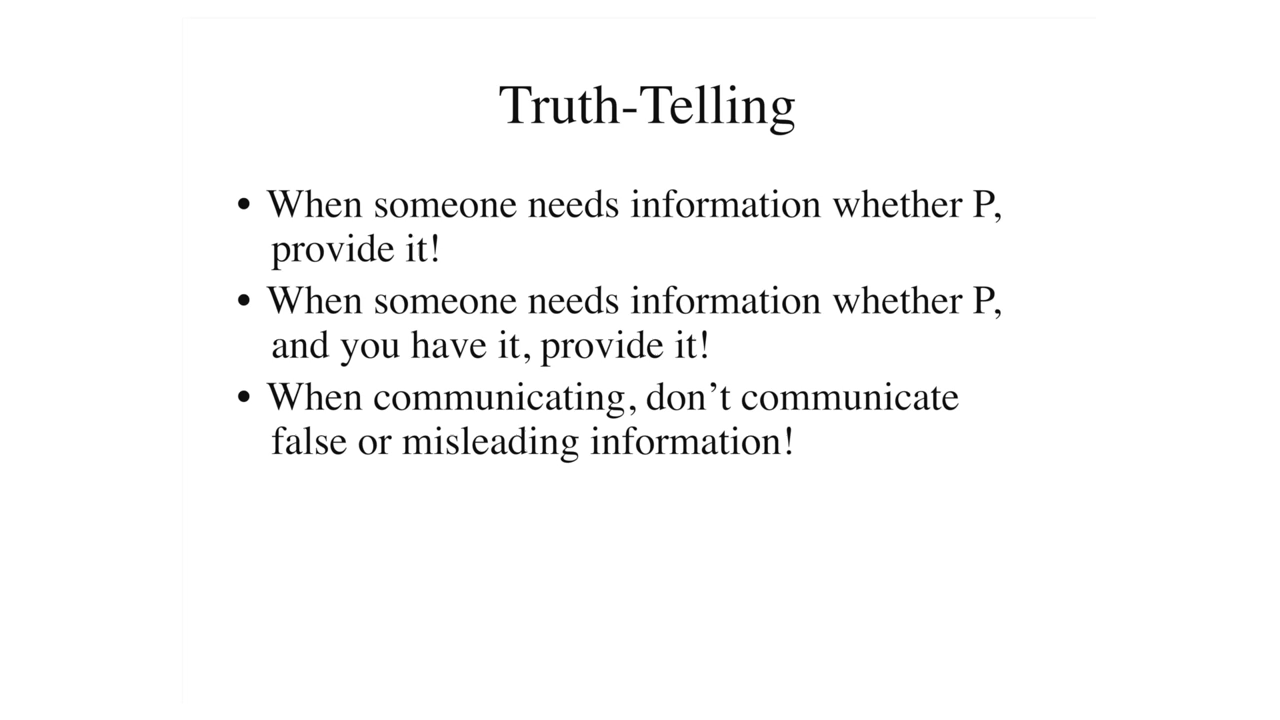 Truth-Telling
• When someone needs information whether P,
provide it!
• When someone needs information whether P,
and you have it, provide it!
• When communicating, don’t communicate
false or misleading information!